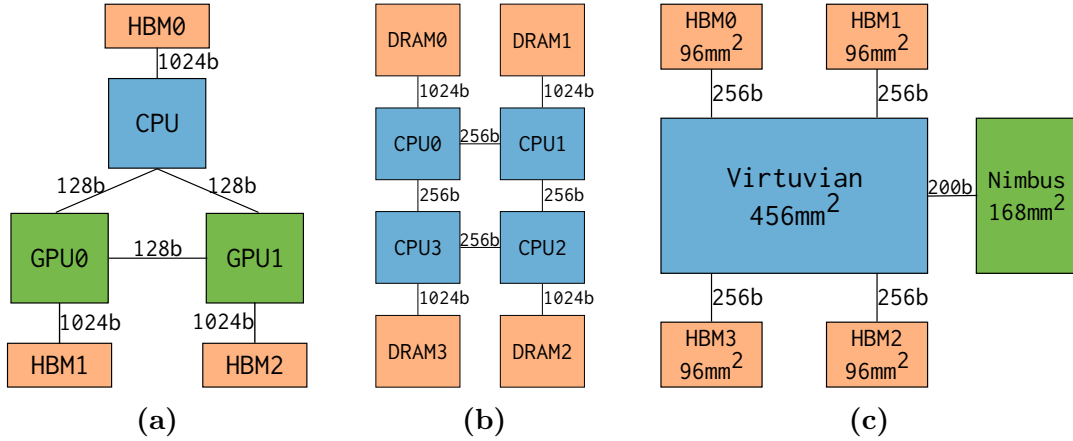 HBM0
1024b
CPU
128b
128b
GPU0
128b
GPU1
1024b
1024b
HBM1
HBM2
(a)
DRAM0
DRAM1
1024b
1024b
CPU0
256b
CPU1
256b
256b
CPU3
256b
CPU2
1024b
1024b
DRAM3
DRAM2
(b)
HBM0
96mm²
HBM1
96mm²
256b
256b
Virtuvian
456mm²
200b
Nimbus
168mm²
256b
256b
HBM3
96mm²
HBM2
96mm²
(c)